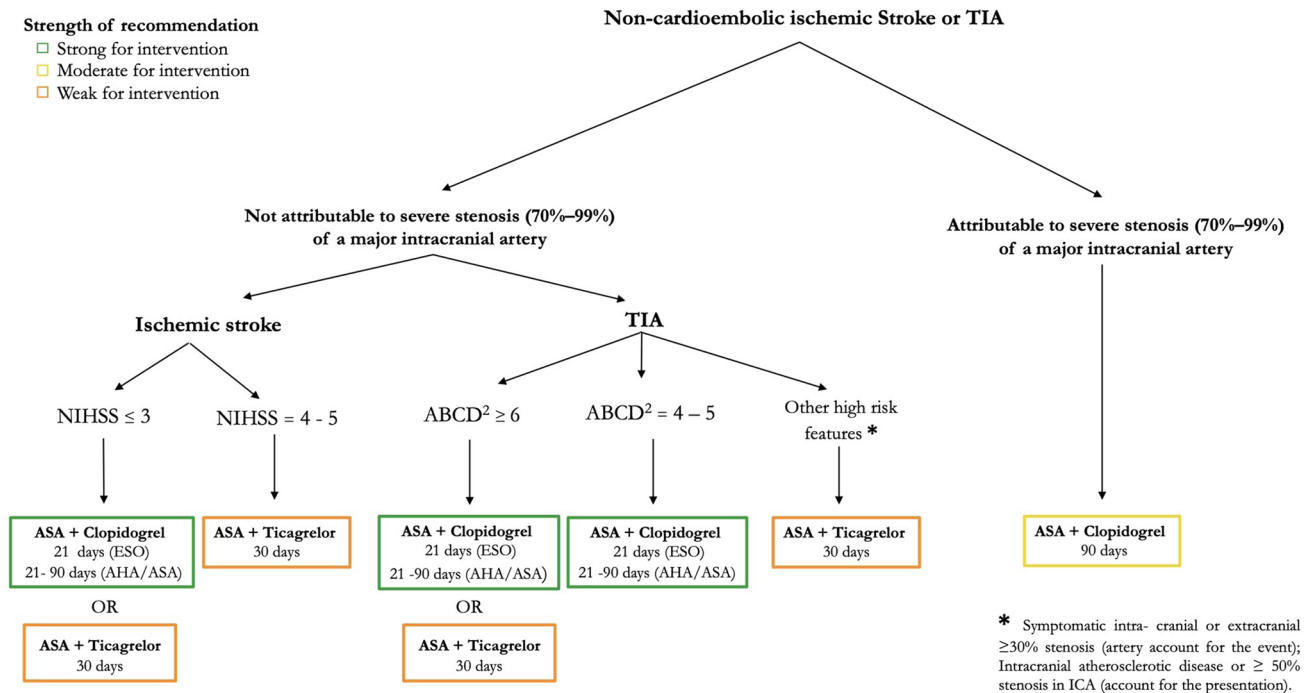 Non-cardioembolic ischemic Stroke or TIA
Strength of recommendation
Strong for intervention
Moderate for intervention
Weak for intervention
Not attributable to severe stenosis (70%–99%)
of a major intracranial artery
Attributable to severe stenosis (70%–99%)
of a major intracranial artery
Ischemic stroke
TIA
NIHSS ≤ 3
NIHSS = 4 - 5
ABCD² ≥ 6
ABCD² = 4 – 5
Other high risk
features *
ASA + Clopidogrel
21 days (ESO)
21- 90 days (AHA/ASA)
OR
ASA + Ticagrelor
30 days
ASA + Ticagrelor
30 days
ASA + Clopidogrel
21 days (ESO)
21 -90 days (AHA/ASA)
OR
ASA + Ticagrelor
30 days
ASA + Clopidogrel
21 days (ESO)
21 -90 days (AHA/ASA)
ASA + Ticagrelor
30 days
ASA + Clopidogrel
90 days
* Symptomatic intra- cranial or extracranial
≥30% stenosis (artery account for the event);
Intracranial atherosclerotic disease or ≥ 50%
stenosis in ICA (account for the presentation).